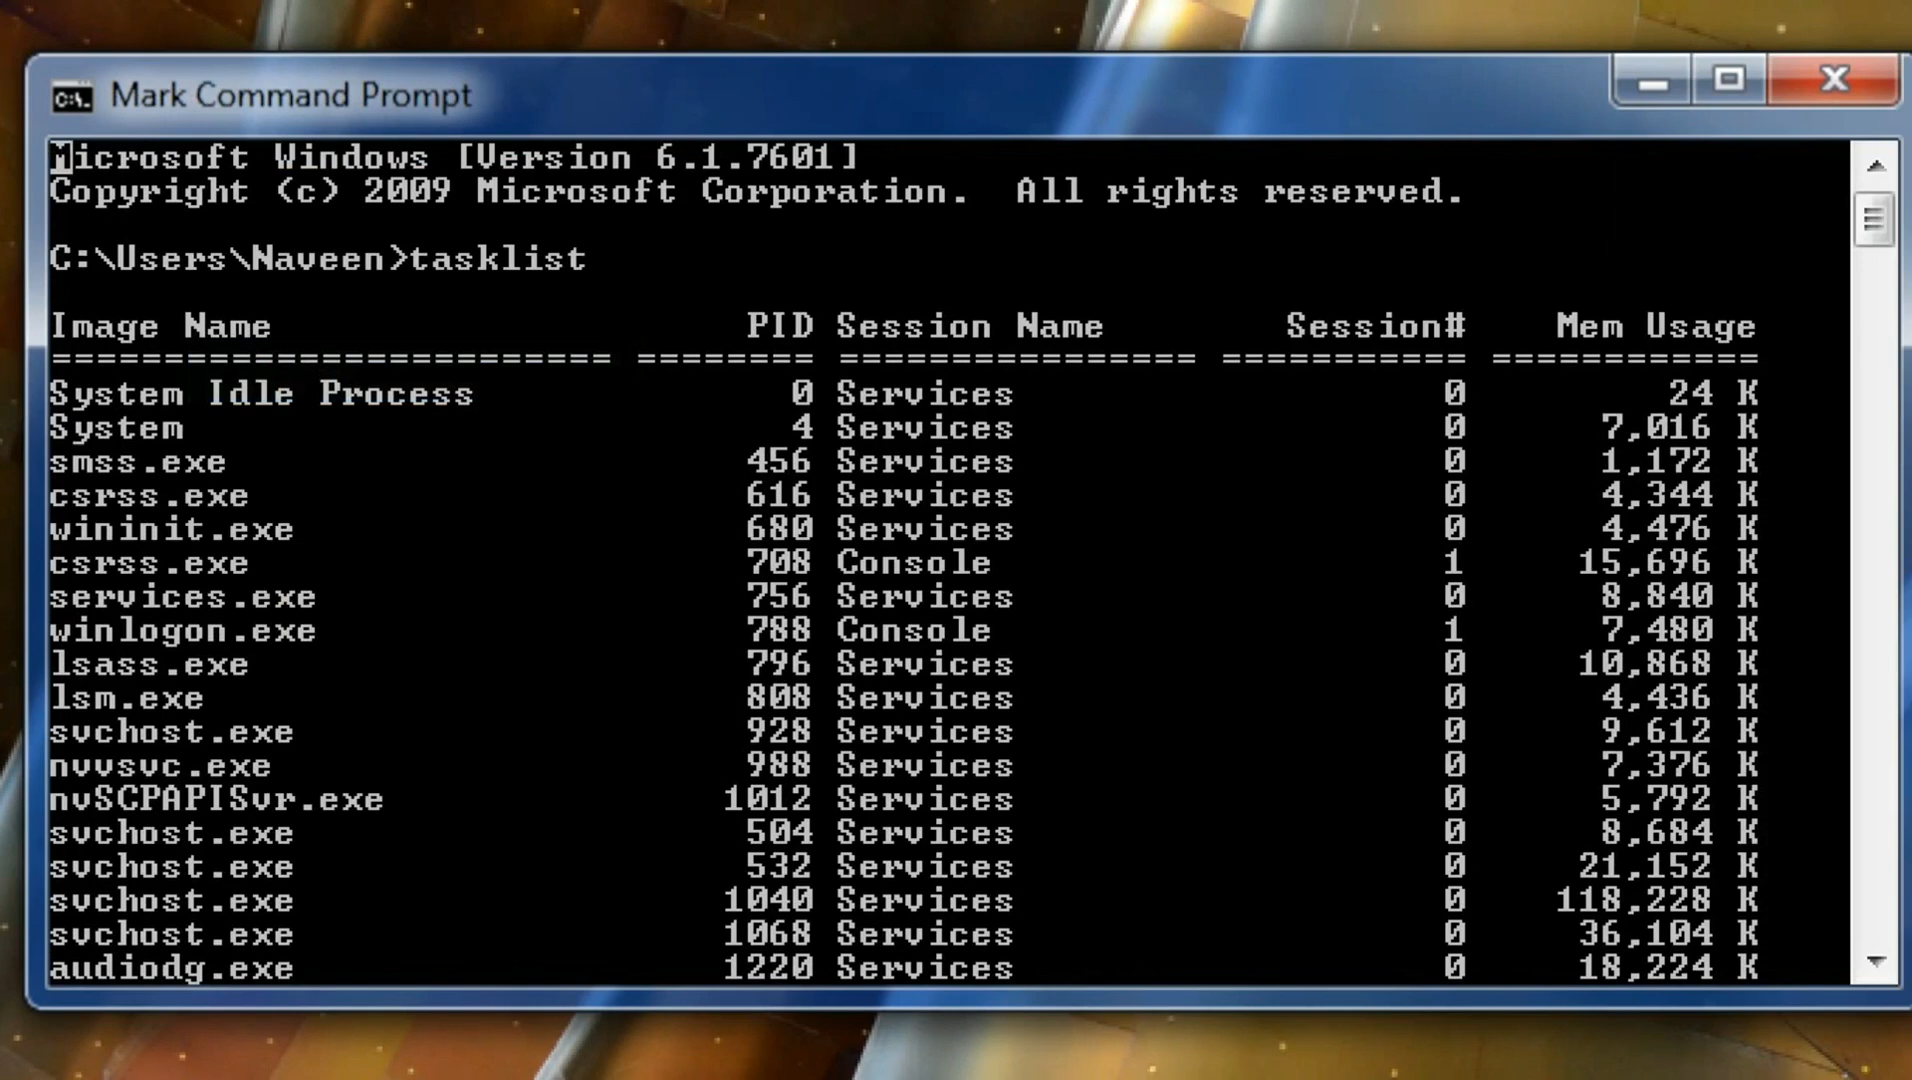 C:\. Mark Command Prompt
Microsoft Windows [Version 6.1.7601]
Copyright (c) 2009 Microsoft Corporation.  All rights reserved.
C:\Users\Naveen>tasklist
Image Name                     PID Session Name        Session#    Mem Usage
========================= ======== ================ =========== ============
System Idle Process              0 Services                   0         24 K
System                           4 Services                   0      7,016 K
smss.exe                       456 Services                   0      1,172 K
csrss.exe                      616 Services                   0      4,344 K
wininit.exe                    680 Services                   0      4,476 K
csrss.exe                      708 Console                    1     15,696 K
services.exe                   756 Services                   0      8,840 K
winlogon.exe                   788 Console                    1      7,480 K
lsass.exe                      796 Services                   0     10,868 K
lsm.exe                        808 Services                   0      4,436 K
svchost.exe                    928 Services                   0      9,612 K
nvvsvc.exe                     988 Services                   0      7,376 K
nvSCPAPISvr.exe               1012 Services                   0      5,792 K
svchost.exe                    504 Services                   0      8,684 K
svchost.exe                    532 Services                   0     21,152 K
svchost.exe                   1040 Services                   0    118,228 K
svchost.exe                   1068 Services                   0     36,104 K
audiodg.exe                   1220 Services                   0     18,224 K